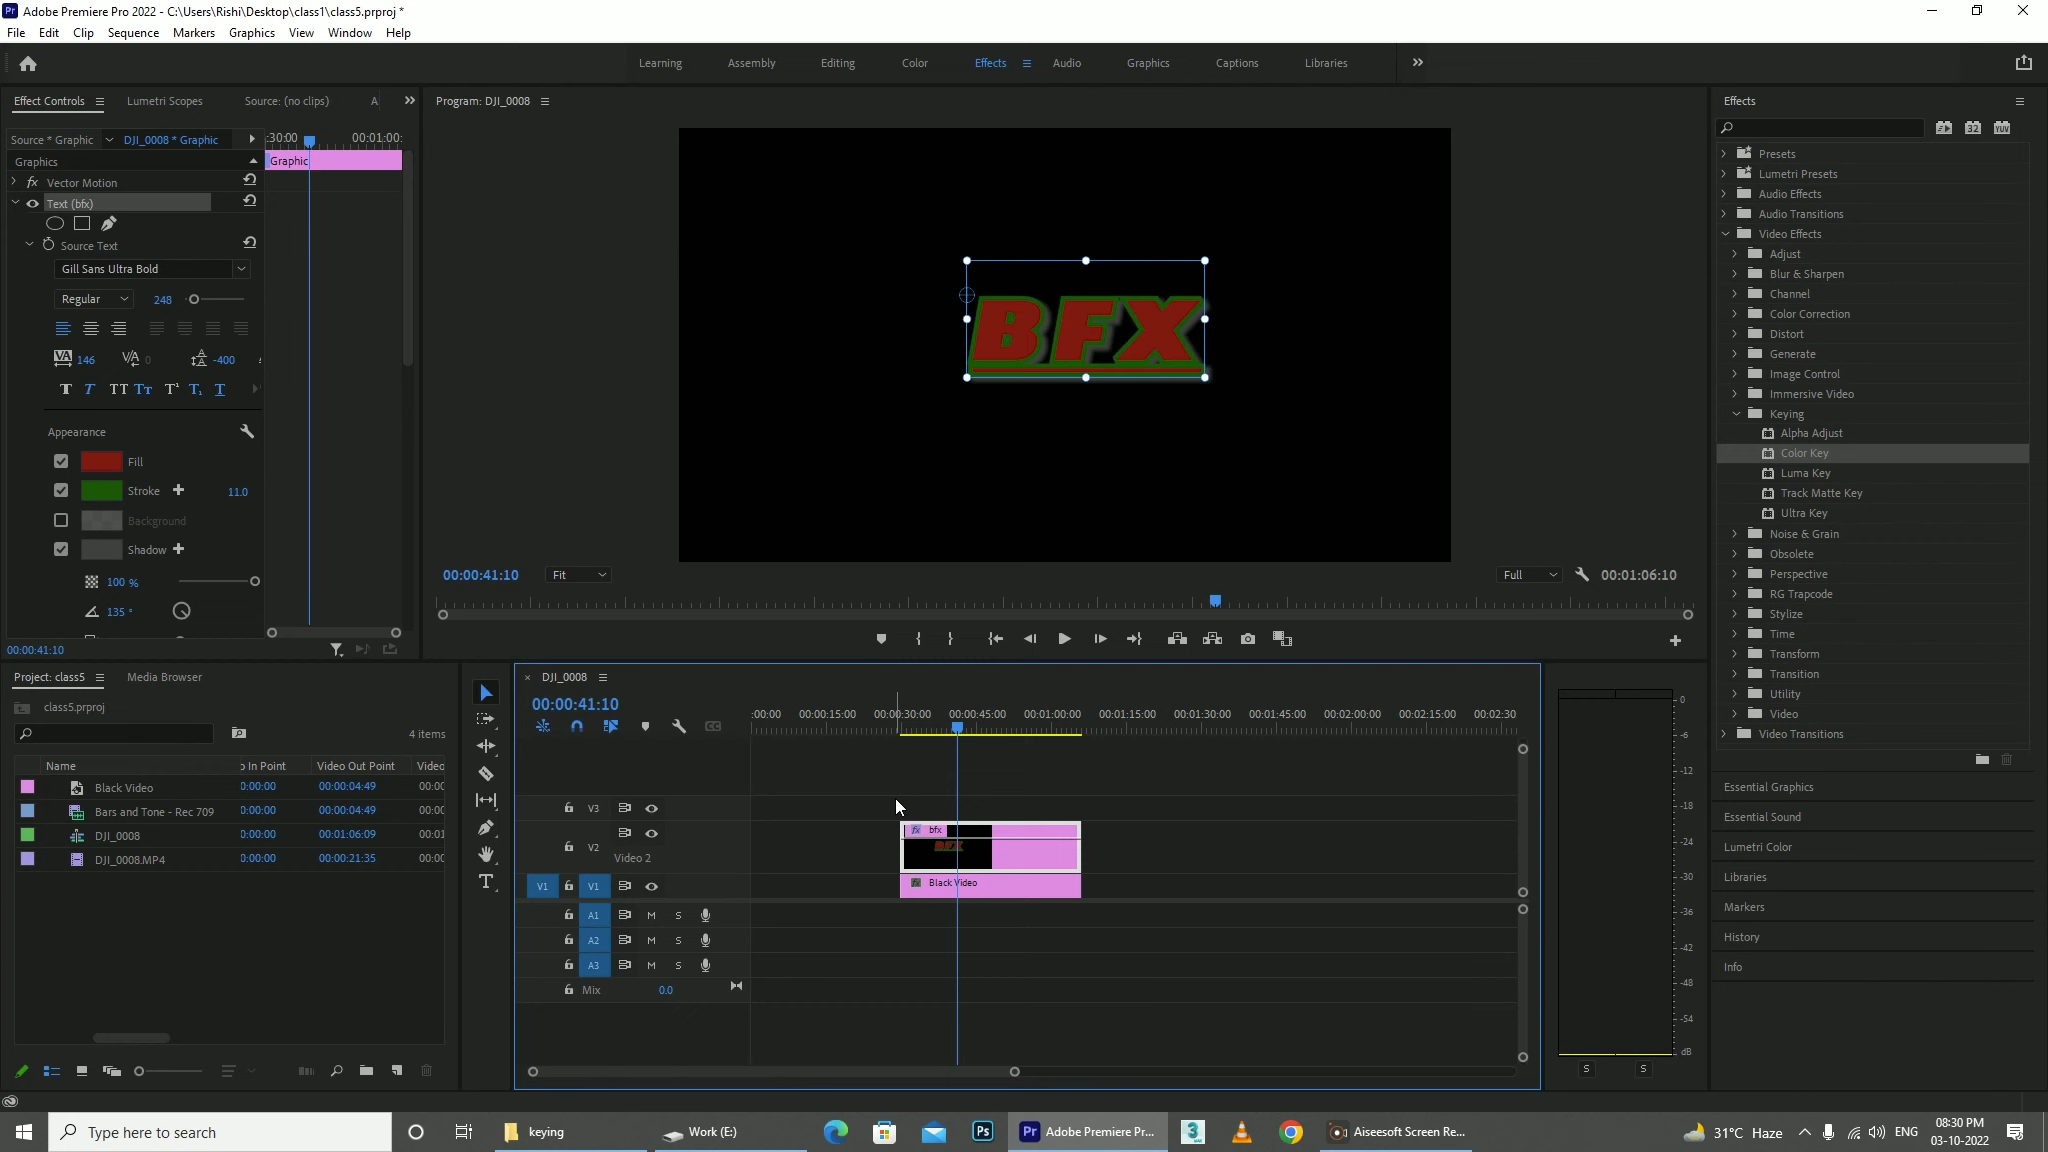 Adobe Premiere Pro 2022 - C:\Users\Rishi\Desktop\class1\class5.prproj *
File Edit Clip Sequence Markers Graphics View Window Help
Learning Assembly Editing Color Effects Audio Graphics Captions Libraries
Effect Controls Lumetri Scopes Source: (no clips) A
Program: DJI_0008
Effects
Source * Graphic DJI_0008 * Graphic
:30:00 00:01:00:
Graphics
Graphic
fx Vector Motion
Text (bfx)
Source Text
Gill Sans Ultra Bold
Regular 248
VA 146 VA 0 -400
Appearance
Fill
Stroke 11.0
Background
Shadow
100 %
135 °
00:00:41:10
BFX
00:00:41:10 Fit Full 00:01:06:10
32 YUV
Presets
Lumetri Presets
Audio Effects
Audio Transitions
Video Effects
Adjust
Blur & Sharpen
Channel
Color Correction
Distort
Generate
Image Control
Immersive Video
Keying
Alpha Adjust
Color Key
Luma Key
Track Matte Key
Ultra Key
Noise & Grain
Obsolete
Perspective
RG Trapcode
Stylize
Time
Transform
Transition
Utility
Video
Video Transitions
Essential Graphics
Essential Sound
Lumetri Color
Libraries
Markers
History
Info
Project: class5 Media Browser
class5.prproj
4 items
Name o In Point Video Out Point Video
Black Video 0:00:00 00:00:04:49 00:00
Bars and Tone - Rec 709 0:00:00 00:00:04:49 00:00
DJI_0008 0:00:00 00:01:06:09 00:01
DJI_0008.MP4 0:00:00 00:00:21:35 00:00
DJI_0008
00:00:41:10
:00:00 00:00:15:00 00:00:30:00 00:00:45:00 00:01:00:00 00:01:15:00 00:01:30:00 00:01:45:00 00:02:00:00 00:02:15:00 00:02:30
V3
fx bfx
V2
Video 2
BFX
V1 V1
fx Black Video
A1 M S
A2 M S
A3 M S
Mix 0.0
0
-6
-12
-18
-24
-30
-36
-42
-48
-54
dB
S S
Type here to search
keying
Work (E:)
Ps
Pr Adobe Premiere Pr...
3
Aiseesoft Screen Re...
31°C Haze
ENG
08:30 PM
03-10-2022